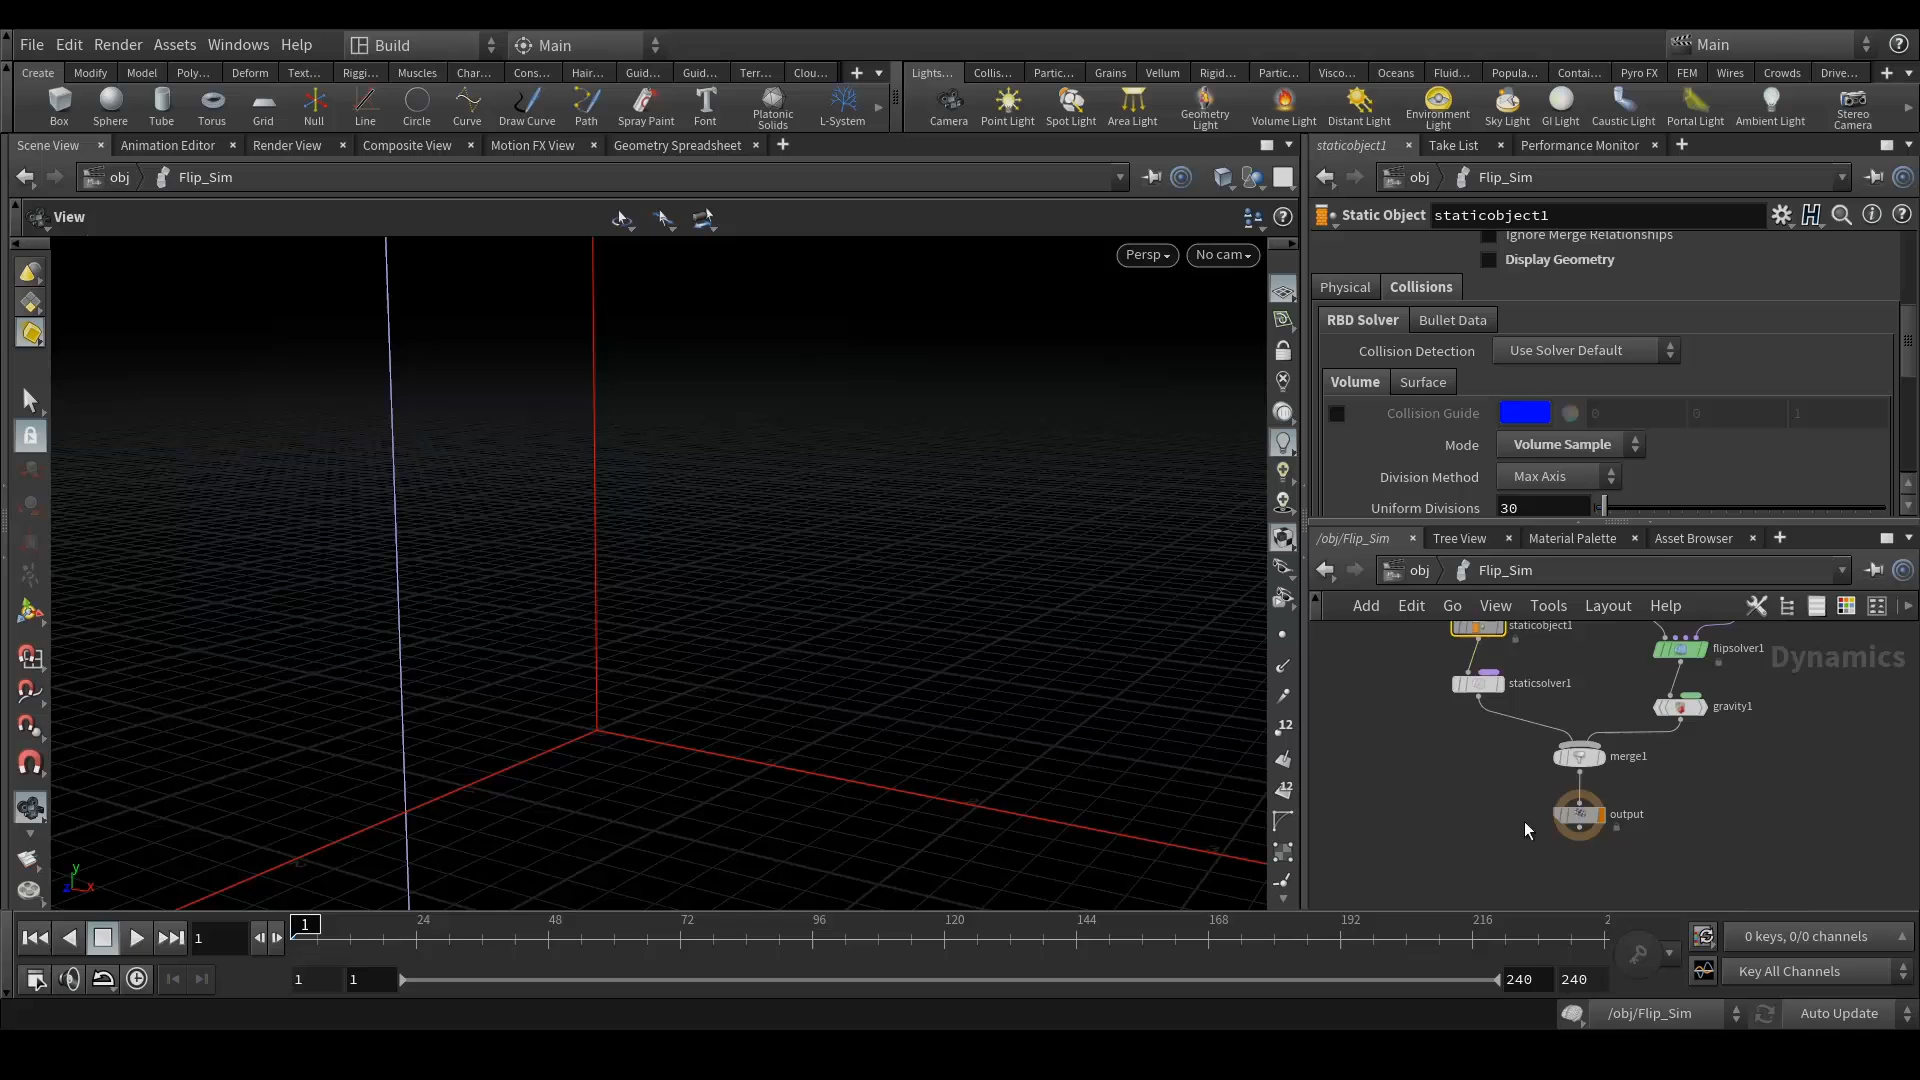 File Edit Render Assets Windows Help Build Main Main
Create Modify Model Poly... Deform Text... Riggi... Muscles Char... Cons... Hair... Guid... Guid... Terr... Clou... Lights... Collis... Partic... Grains Vellum Rigid... Partic... Visco... Oceans Fluid... Popula... Contai... Pyro FX FEM Wires Crowds Drive...
Box Sphere Tube Torus Grid Null Line Circle Curve Draw Curve Path Spray Paint Font Platonic Solids L-System Camera Point Light Spot Light Area Light Geometry Light Volume Light Distant Light Environment Light Sky Light GI Light Caustic Light Portal Light Ambient Light Stereo Camera
Scene View Animation Editor Render View Composite View Motion FX View Geometry Spreadsheet
obj Flip_Sim
View
Persp No cam
staticobject1 Take List Performance Monitor
obj Flip_Sim
Static Object staticobject1
Ignore Merge Relationships
Display Geometry
Physical Collisions
RBD Solver Bullet Data
Collision Detection Use Solver Default
Volume Surface
Collision Guide 0 0 1
Mode Volume Sample
Division Method Max Axis
Uniform Divisions 30
/obj/Flip_Sim Tree View Material Palette Asset Browser
obj Flip_Sim
Add Edit Go View Tools Layout Help
staticobject1
flipsolver1
Dynamics
staticsolver1
gravity1
merge1
output
12
12
y
z x
1 1 24 48 72 96 120 144 168 192 216 2
0 keys, 0/0 channels
1 1 240 240 Key All Channels
/obj/Flip_Sim Auto Update